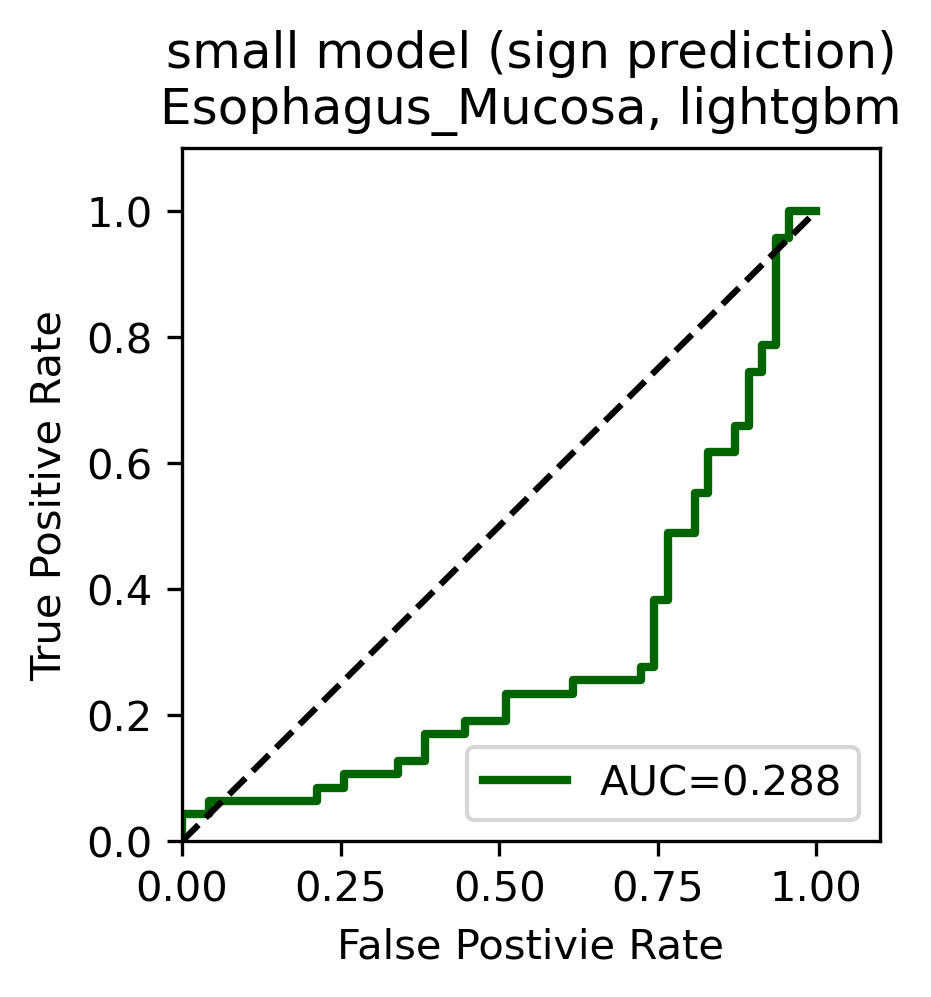 small model (sign prediction)
Esophagus_Mucosa, lightgbm
True Positive Rate
1.0
0.8
0.6
0.4
0.2
0.0
AUC=0.288
0.00 0.25 0.50 0.75 1.00
False Postivie Rate